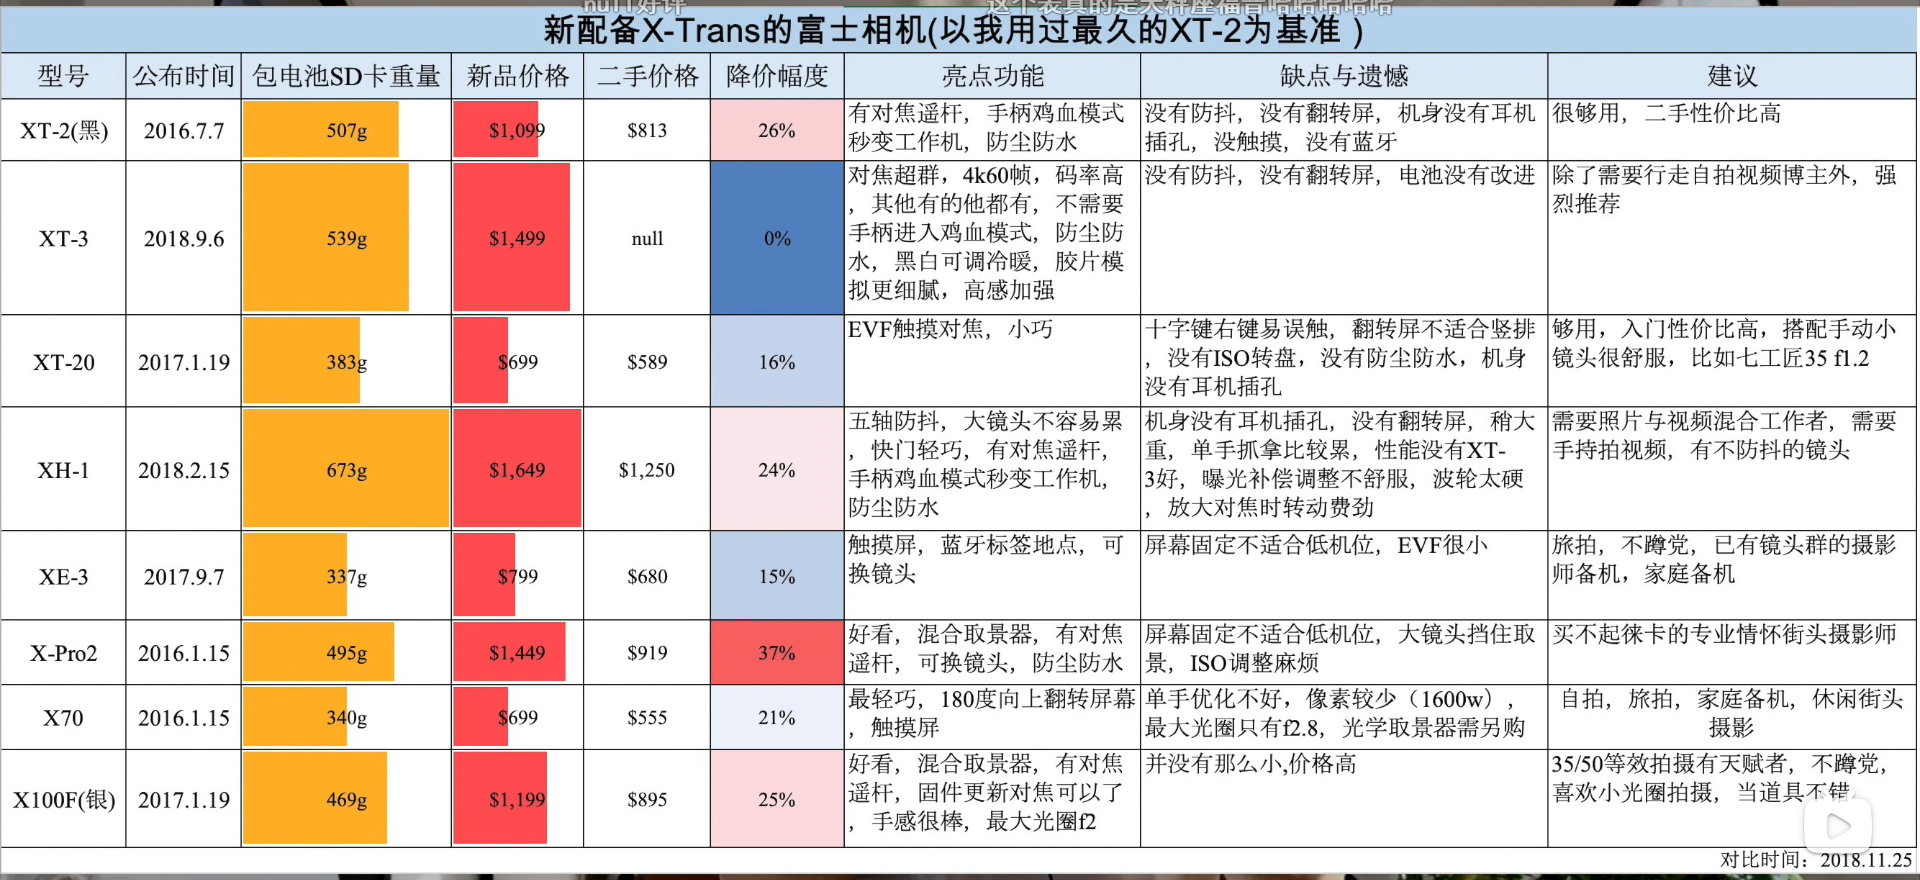 null好评
这个表真的是天秤座福音哈哈哈哈哈
新配备X-Trans的富士相机(以我用过最久的XT-2为基准 )
型号 公布时间 包电池SD卡重量 新品价格 二手价格 降价幅度 亮点功能 缺点与遗憾 建议
XT-2(黑) 2016.7.7 507g $1,099 $813 26%
有对焦遥杆, 手柄鸡血模式
秒变工作机, 防尘防水
没有防抖, 没有翻转屏, 机身没有耳机
插孔, 没触摸, 没有蓝牙
很够用, 二手性价比高
XT-3 2018.9.6 539g $1,499 null 0%
对焦超群, 4k60帧, 码率高
, 其他有的他都有, 不需要
手柄进入鸡血模式, 防尘防
水, 黑白可调冷暖, 胶片模
拟更细腻, 高感加强
没有防抖, 没有翻转屏, 电池没有改进
除了需要行走自拍视频博主外, 强
烈推荐
XT-20 2017.1.19 383g $699 $589 16%
EVF触摸对焦, 小巧
十字键右键易误触, 翻转屏不适合竖排
, 没有ISO转盘, 没有防尘防水, 机身
没有耳机插孔
够用, 入门性价比高, 搭配手动小
镜头很舒服, 比如七工匠35 f1.2
XH-1 2018.2.15 673g $1,649 $1,250 24%
五轴防抖, 大镜头不容易累
, 快门轻巧, 有对焦遥杆,
手柄鸡血模式秒变工作机,
防尘防水
机身没有耳机插孔, 没有翻转屏, 稍大
重, 单手抓拿比较累, 性能没有XT-
3好, 曝光补偿调整不舒服, 波轮太硬
, 放大对焦时转动费劲
需要照片与视频混合工作者, 需要
手持拍视频, 有不防抖的镜头
XE-3 2017.9.7 337g $799 $680 15%
触摸屏, 蓝牙标签地点, 可
换镜头
屏幕固定不适合低机位, EVF很小
旅拍, 不蹲党, 已有镜头群的摄影
师备机, 家庭备机
X-Pro2 2016.1.15 495g $1,449 $919 37%
好看, 混合取景器, 有对焦
遥杆, 可换镜头, 防尘防水
屏幕固定不适合低机位, 大镜头挡住取
景, ISO调整麻烦
买不起徕卡的专业情怀街头摄影师
X70 2016.1.15 340g $699 $555 21%
最轻巧, 180度向上翻转屏幕
, 触摸屏
单手优化不好, 像素较少（1600w）,
最大光圈只有f2.8, 光学取景器需另购
自拍, 旅拍, 家庭备机, 休闲街头
摄影
X100F(银) 2017.1.19 469g $1,199 $895 25%
好看, 混合取景器, 有对焦
遥杆, 固件更新对焦可以了
, 手感很棒, 最大光圈f2
并没有那么小,价格高
35/50等效拍摄有天赋者, 不蹲党,
喜欢小光圈拍摄, 当道具不错
对比时间：2018.11.25